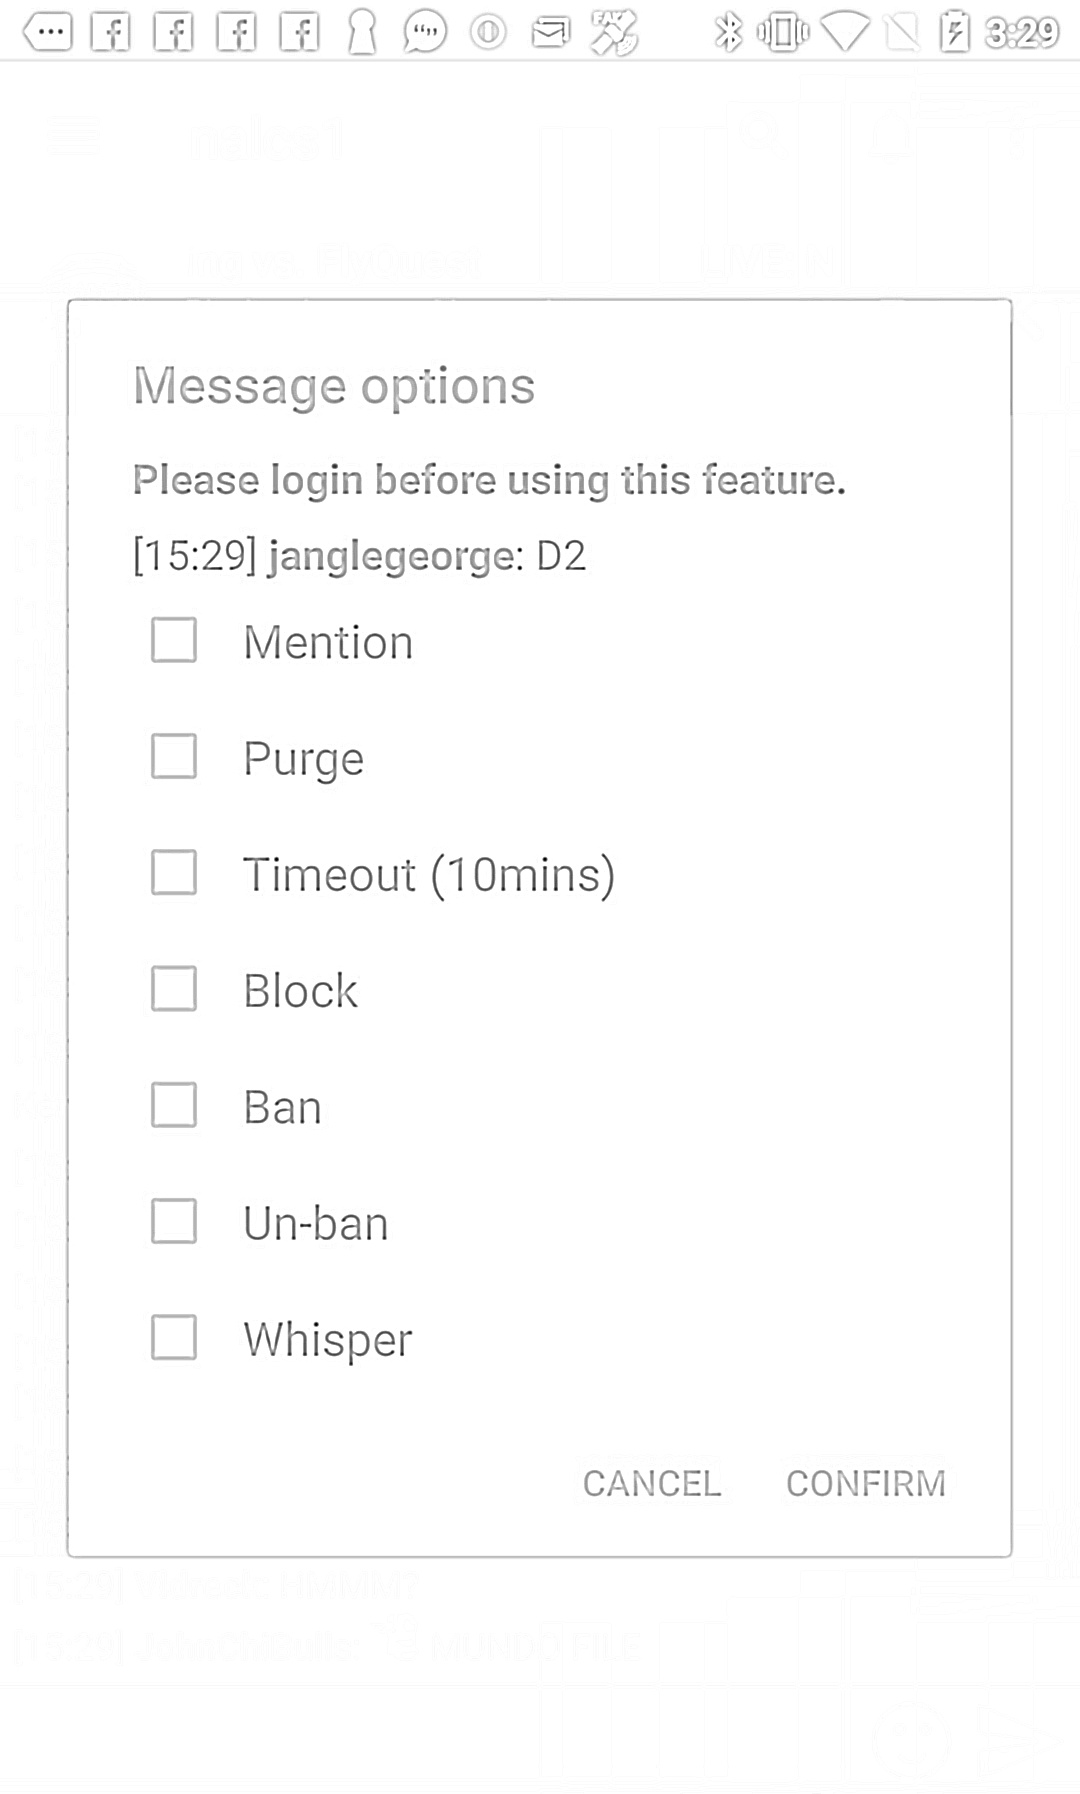 3:29
Message options
Please login before using this feature.
[15:29] janglegeorge: D2
Mention
Purge
Timeout (10mins)
Block
Ban
Un-ban
Whisper
CANCEL CONFIRM